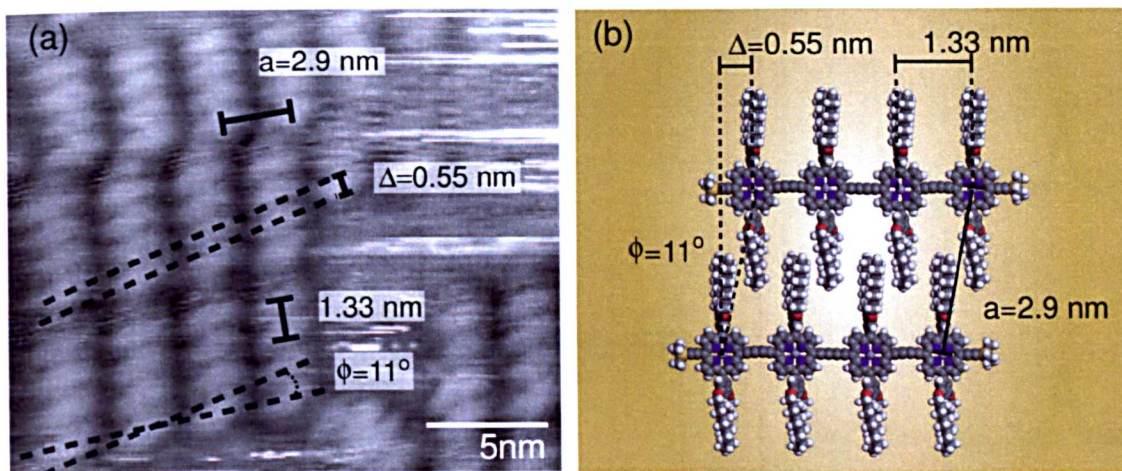 (a)
a=2.9 nm
Δ=0.55 nm
1.33 nm
ϕ=11°
5nm
(b)
Δ=0.55 nm
1.33 nm
ϕ=11°
a=2.9 nm